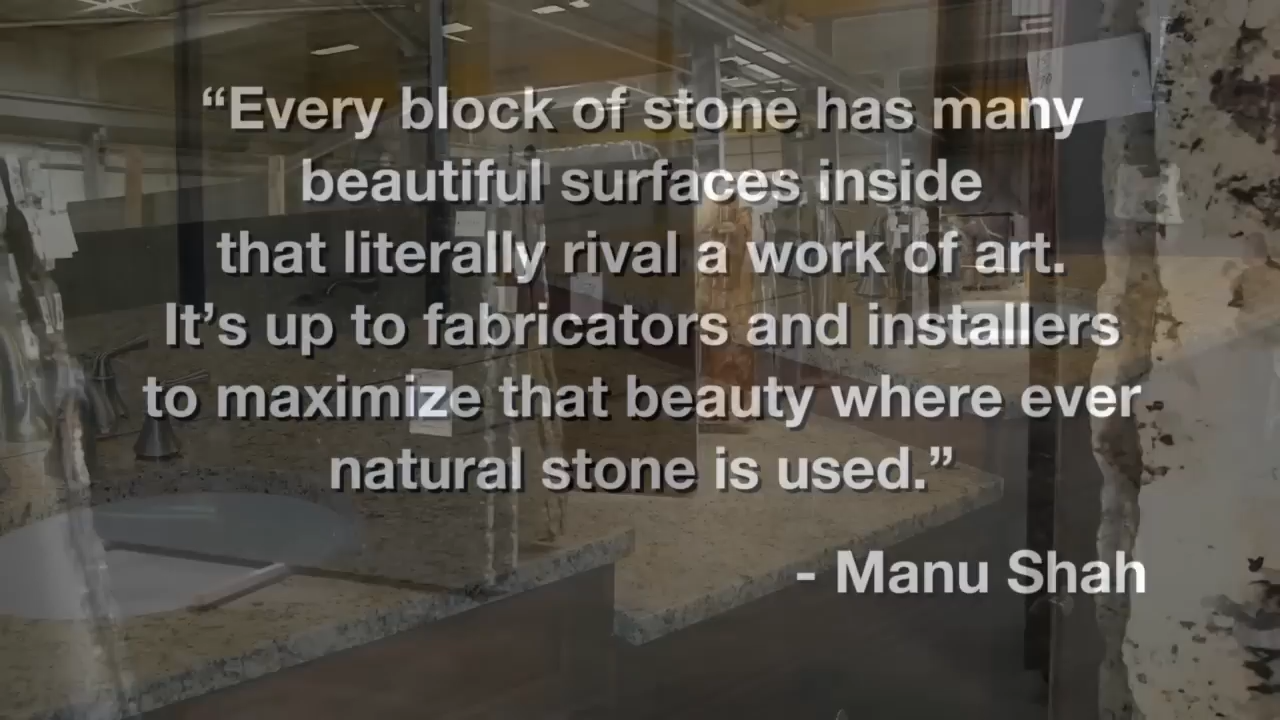 “Every block of stone has many
beautiful surfaces inside
that literally rival a work of art.
It’s up to fabricators and installers
to maximize that beauty where ever
natural stone is used.”
- Manu Shah